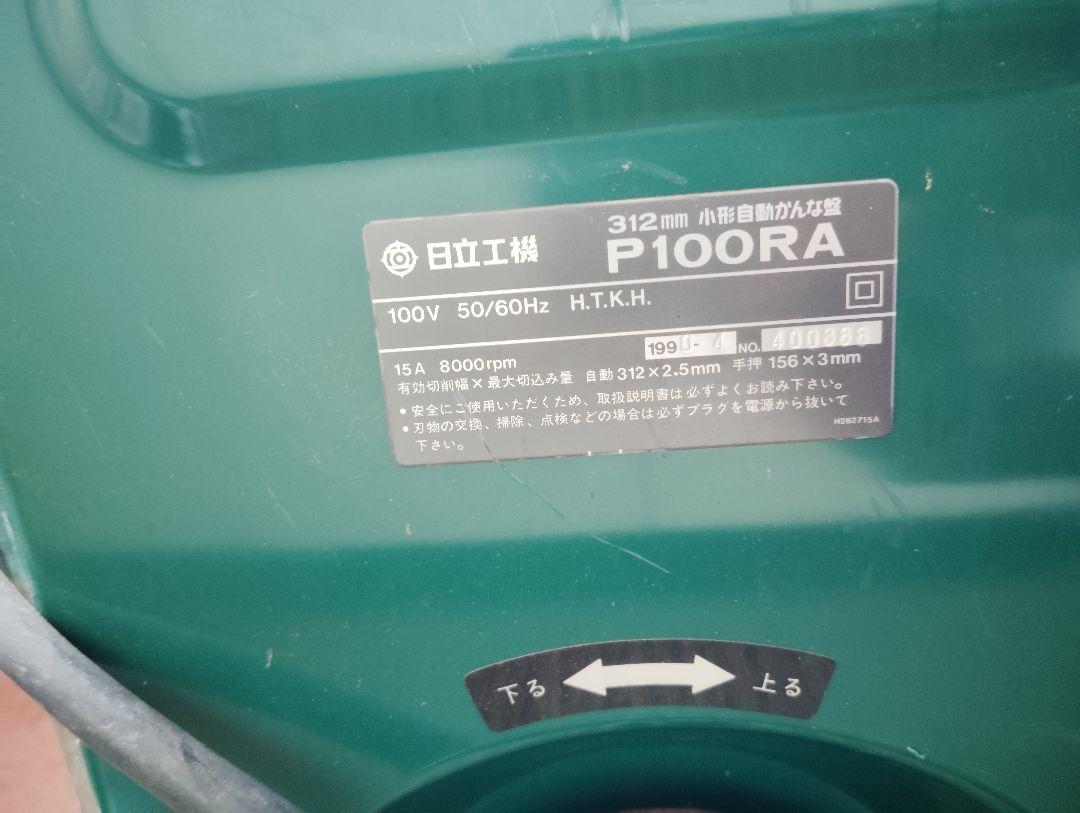 日立工機
312mm 小形自動かんな盤
P100RA
100V 50/60Hz H.T.K.H.
1990-4 NO. 400386
15A 8000rpm
有効切削幅×最大切込み量 自動 312×2.5mm 手押 156×3mm
•安全にご使用いただくため、取扱説明書は必ずよくお読み下さい。
•刃物の交換、掃除、点検などの場合は必ずプラグを電源から抜いて
下さい。
H282715A
下る 上る